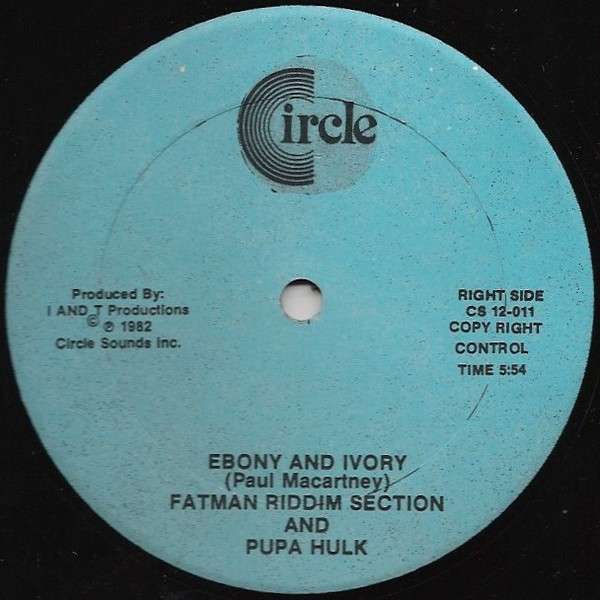 Circle
Produced By:
I AND T Productions
© ℗ 1982
Circle Sounds Inc.
RIGHT SIDE
CS 12-011
COPY RIGHT
CONTROL
TIME 5:54
EBONY AND IVORY
(Paul Macartney)
FATMAN RIDDIM SECTION
AND
PUPA HULK